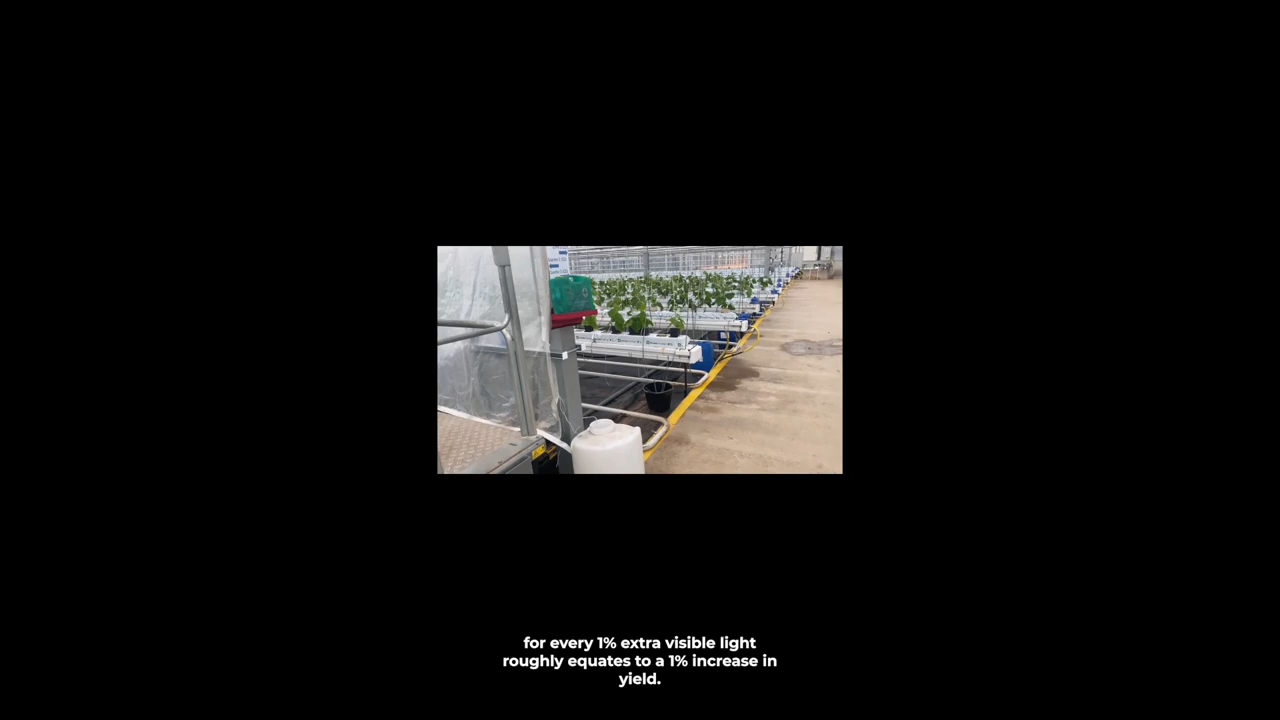 for every 1% extra visible light
roughly equates to a 1% increase in
yield.